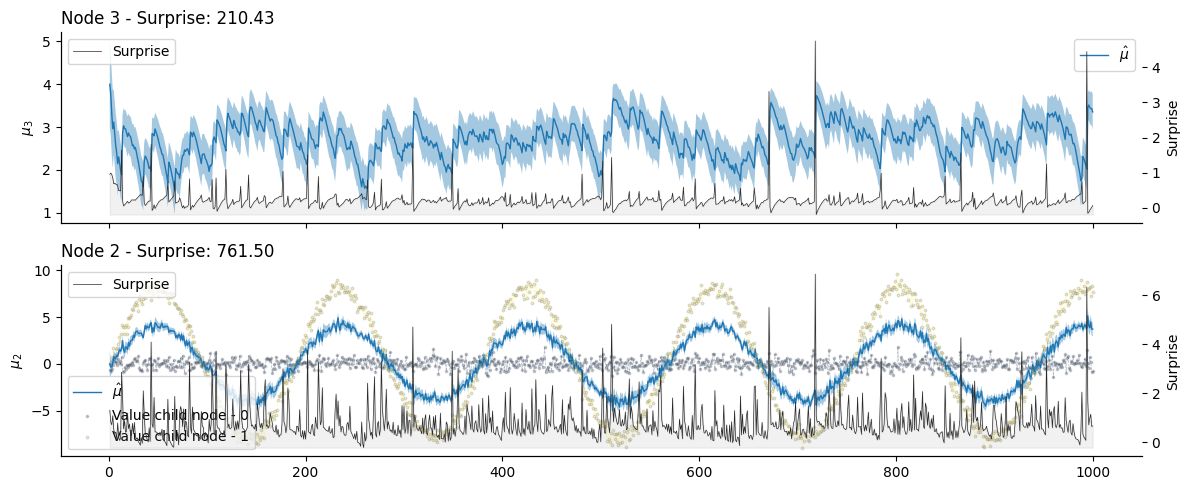 Node 3 - Surprise: 210.43
Surprise
μ̂
5
4
3
2
1
μ₃
4
3
2
1
0
Surprise
Node 2 - Surprise: 761.50
Surprise
μ̂
Value child node - 0
Value child node - 1
10
5
0
−5
μ₂
6
4
2
0
Surprise
0
200
400
600
800
1000